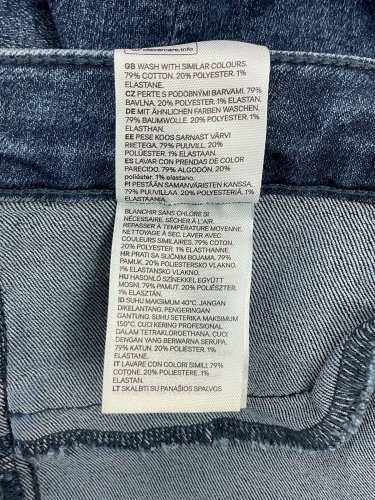 clevercare.info
GB WASH WITH SIMILAR COLOURS.
79% COTTON. 20% POLYESTER. 1%
ELASTANE.
CZ PERTE S PODOBNÝMI BARVAMI. 79%
BAVLNA. 20% POLYESTER. 1% ELASTAN.
DE MIT ÄHNLICHEN FARBEN WASCHEN.
79% BAUMWOLLE. 20% POLYESTER. 1%
ELASTHAN.
EE PESE KOOS SARNAST VÄRVI
RIIETEGA. 79% PUUVILL. 20%
POLÜESTER. 1% ELASTAAN.
ES LAVAR CON PRENDAS DE COLOR
PARECIDO. 79% ALGODÓN. 20%
poliéster. 1% elastano.
FI PESTÄÄN SAMANVÄRISTEN KANSSA.
79% PUUVILLAA. 20% POLYESTERIÄ. 1%
ELASTAANIA.
BLANCHIR SANS CHLORE SI
NÉCESSAIRE. SÉCHER À L'AIR.
REPASSER À TEMPÉRATURE MOYENNE.
NETTOYAGE À SEC. LAVER AVEC
COULEURS SIMILAIRES. 79% COTON.
20% POLYESTER. 1% ELASTHANNE.
HR PRATI SA SLIČNIM BOJAMA. 79%
PAMUK. 20% POLIESTERSKO VLAKNO.
1% ELASTANSKO VLAKNO.
HU HASONLÓ SZÍNEKKEL EGYÜTT
MOSNI. 79% PAMUT. 20% POLIÉSZTER.
1% ELASZTÁN.
ID SUHU MAKSIMUM 40°C. JANGAN
DIKELANTANG. PENGERINGAN
GANTUNG. SUHU SETERIKA MAKSIMUM
150°C. CUCI KERING PROFESIONAL
DALAM TETRAKLOROETENA. CUCI
DENGAN YANG BERWARNA SERUPA.
79% KATUN. 20% POLIESTER. 1%
ELASTAN.
IT LAVARE CON COLORI SIMILI. 79%
COTONE. 20% POLIESTERE. 1%
ELASTAN.
LT SKALBTI SU PANAŠIOS SPALVOS